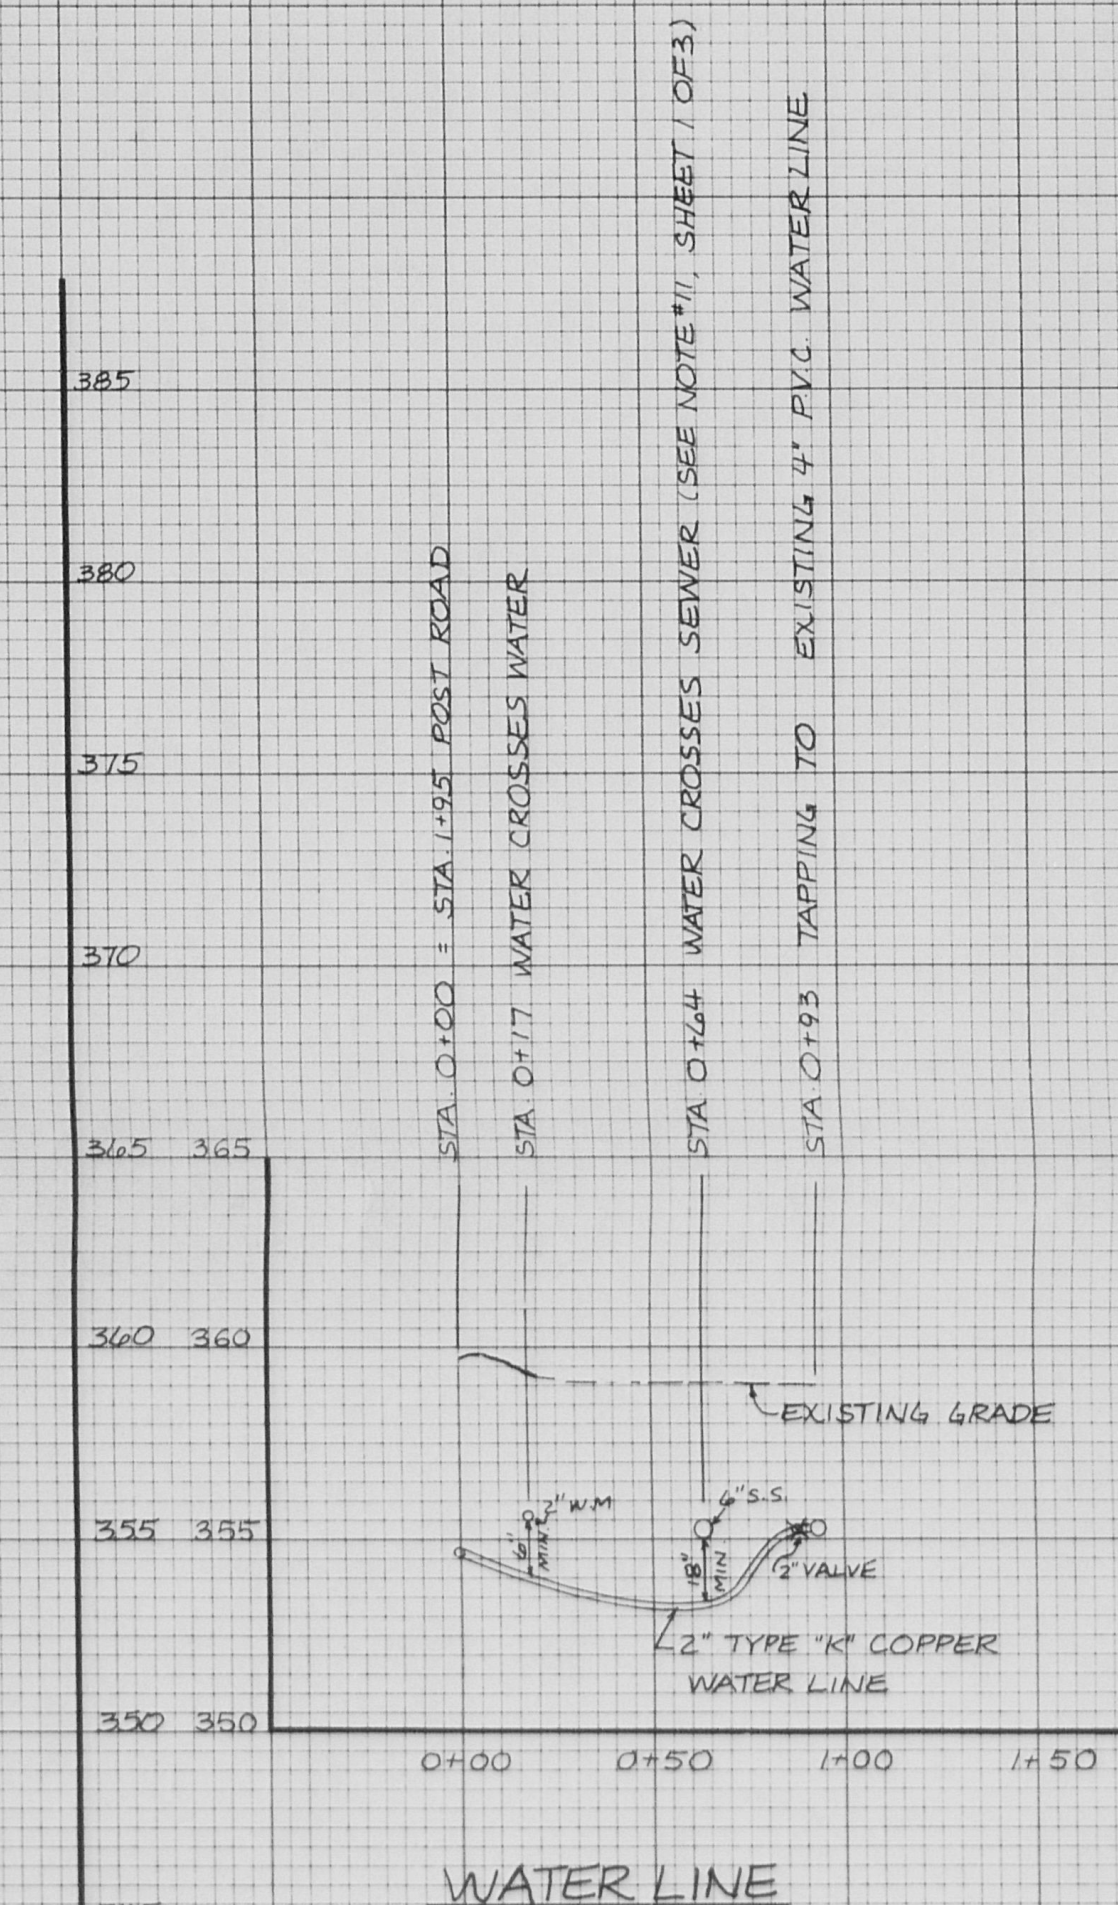 STA. 0+00 = STA. 1+95 POST ROAD
STA. 0+17 WATER CROSSES WATER
STA 0+64 WATER CROSSES SEWER (SEE NOTE #11, SHEET 1 OF 3)
STA. 0+93 TAPPING TO EXISTING 4" P.V.C. WATER LINE
385
380
375
370
365 365
360 360
EXISTING GRADE
355 355
2" W.M
6" S.S.
6" MIN.
18" MIN
2" VALVE
2" TYPE "K" COPPER
WATER LINE
350 350
0+00 0+50 1+00 1+50
WATER LINE